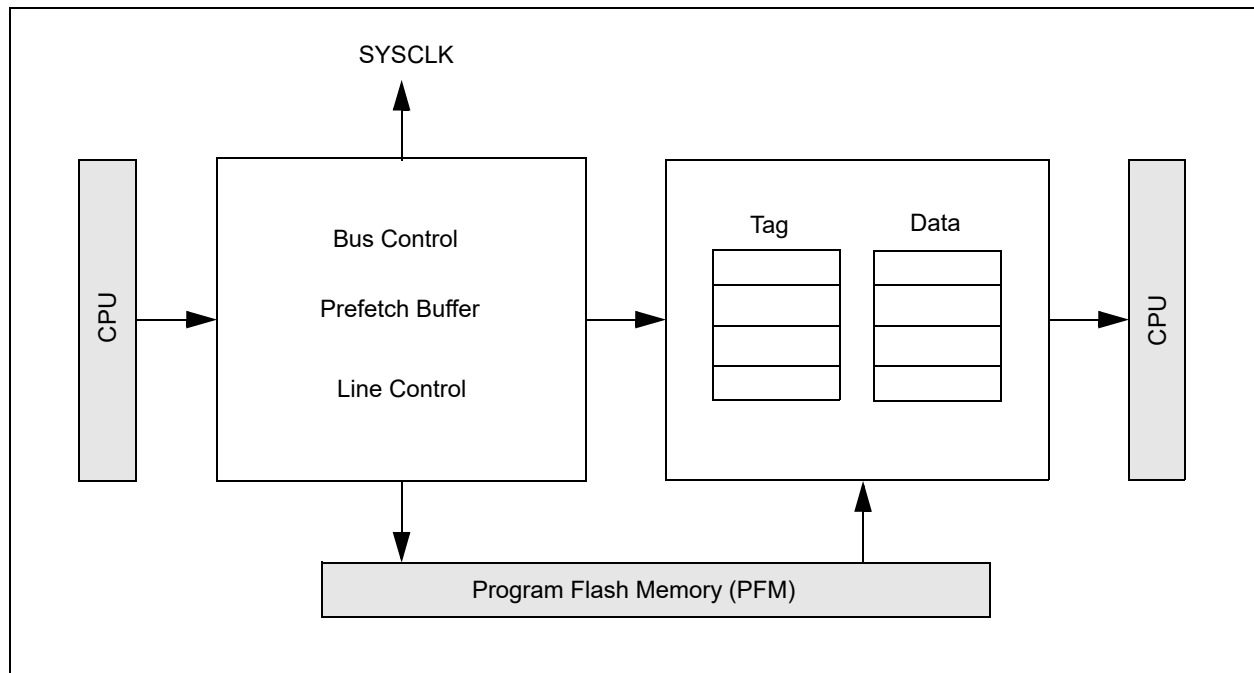 SYSCLK
CPU
Bus Control
Prefetch Buffer
Line Control
Tag
Data
CPU
Program Flash Memory (PFM)